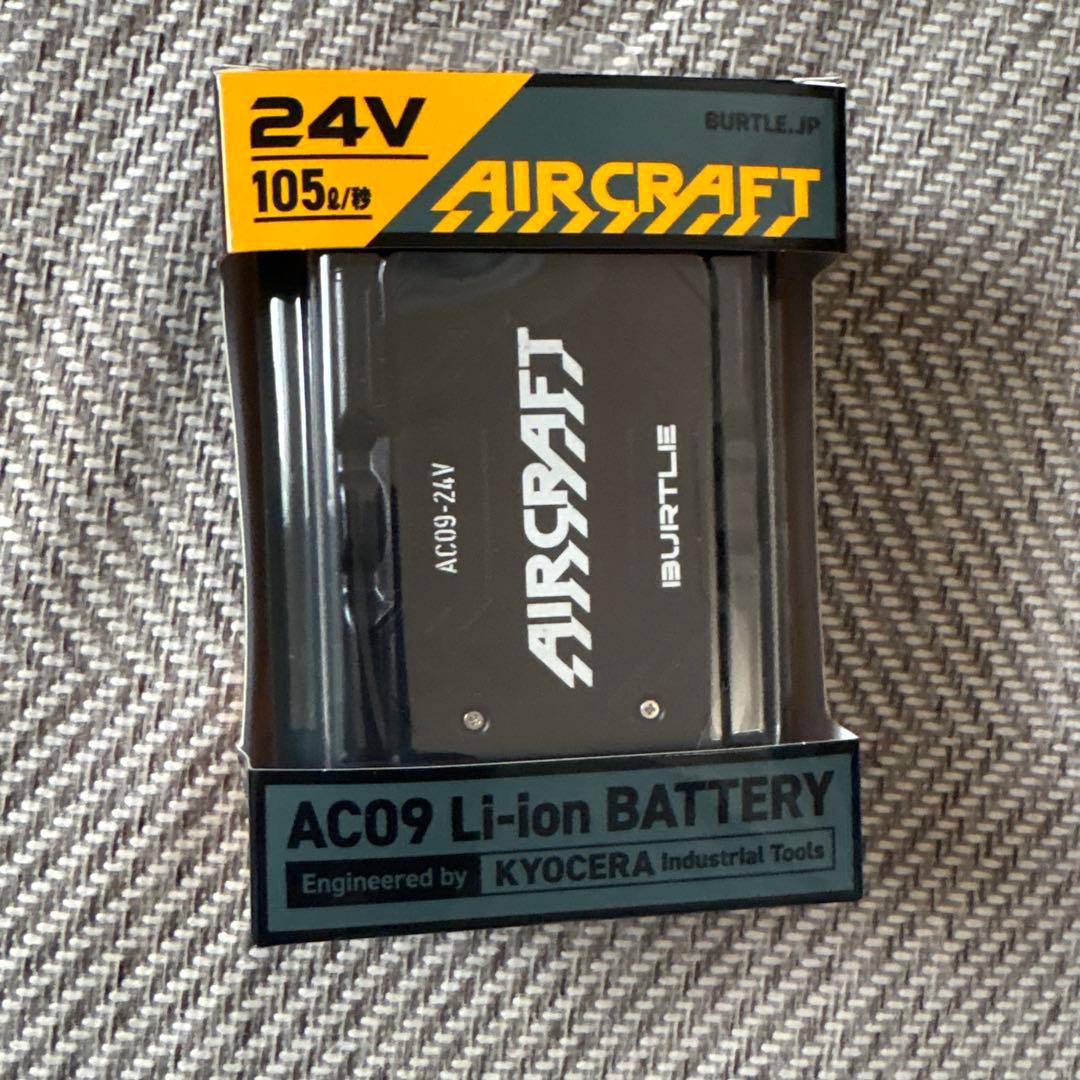 24V
BURTLE.JP
105ℓ/秒
AIRCRAFT
AC09-24V
AIRCRAFT
BURTLE
AC09 Li-ion BATTERY
Engineered by KYOCERA Industrial Tools